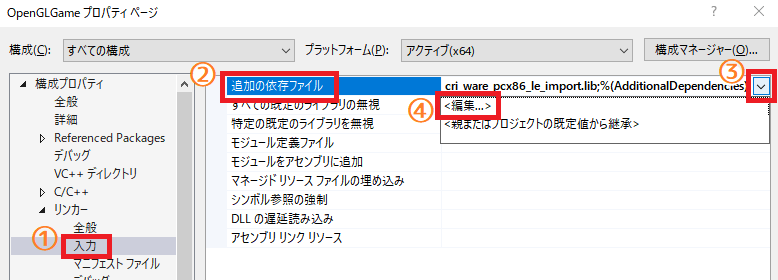 OpenGLGame プロパティ ページ
構成(C): すべての構成 プラットフォーム(P): アクティブ(x64) 構成マネージャー(O)...
② ③
構成プロパティ
全般
詳細
Referenced Packages
デバッグ
VC++ ディレクトリ
C/C++
リンカー
全般
① 入力
マニフェスト ファイル
デバッグ
追加の依存ファイル cri_ware_pcx86_le_import.lib;%(AdditionalDependencies)
すべての既定のライブラリの無視 ④ <編集...>
特定の既定のライブラリを無視 <親またはプロジェクトの既定値から継承>
モジュール定義ファイル
モジュールをアセンブリに追加
マネージド リソース ファイルの埋め込み
シンボル参照の強制
DLL の遅延読み込み
アセンブリ リンク リソース